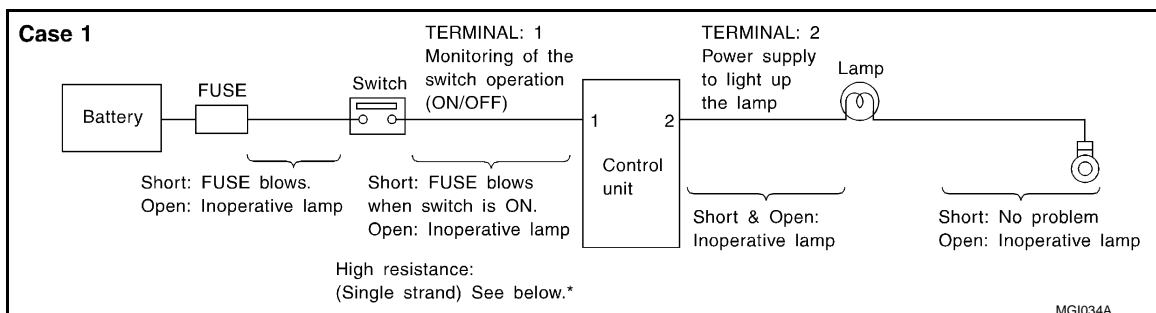 Case 1
TERMINAL: 1
Monitoring of the
switch operation
(ON/OFF)
TERMINAL: 2
Power supply
to light up
the lamp
Lamp
Battery
FUSE
Switch
1
2
Control
unit
Short: FUSE blows.
Open: Inoperative lamp
Short: FUSE blows
when switch is ON.
Open: Inoperative lamp
Short & Open:
Inoperative lamp
Short: No problem
Open: Inoperative lamp
High resistance:
(Single strand) See below.*
MGI034A